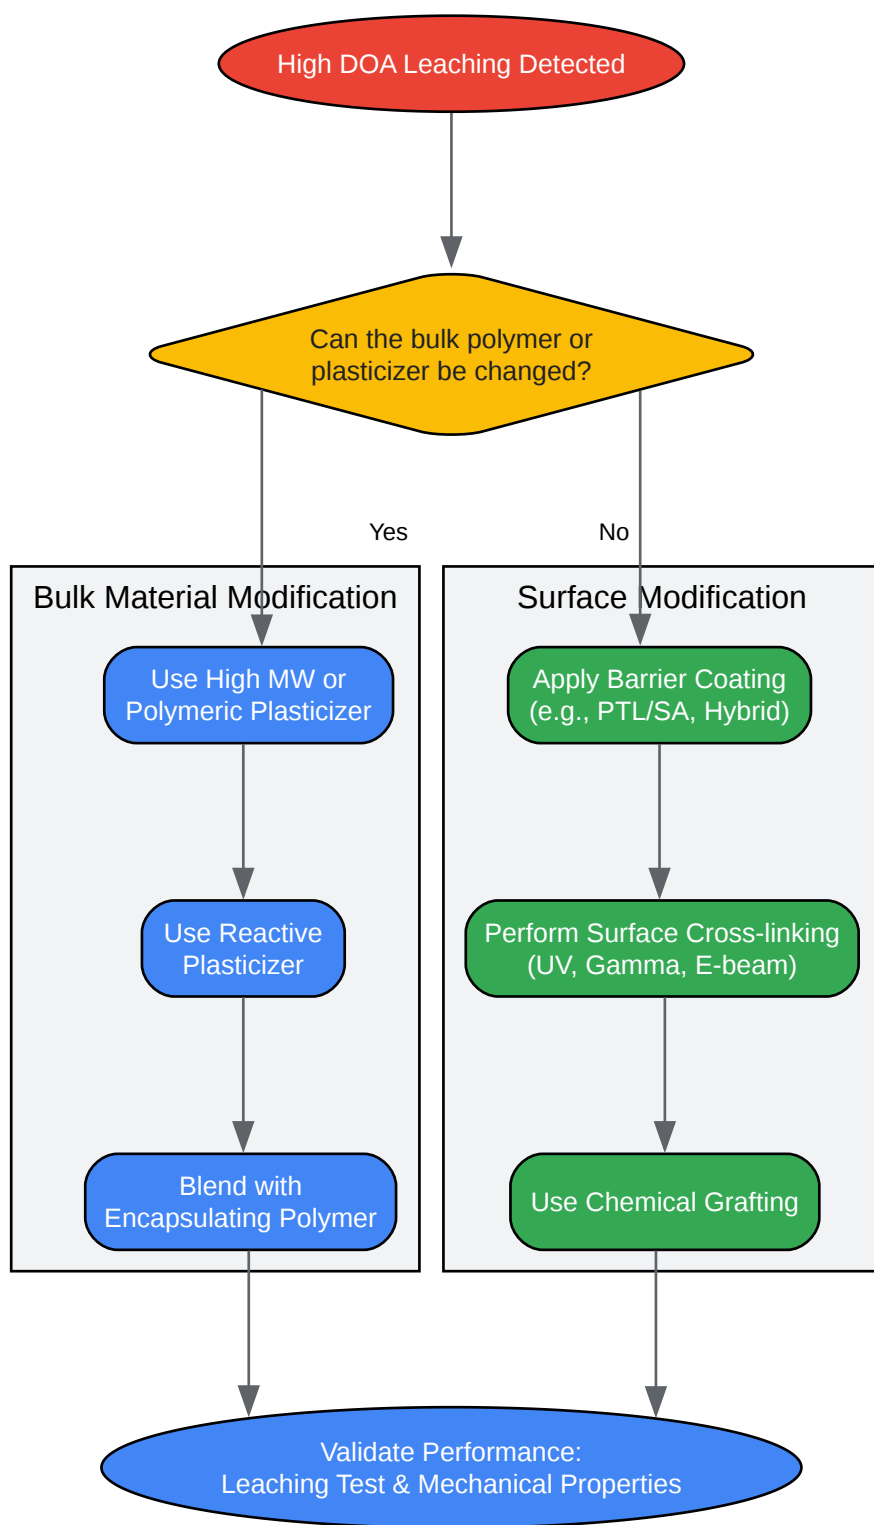 High DOA Leaching Detected
Can the bulk polymer or
plasticizer be changed?
Yes
No
Bulk Material Modification
Surface Modification
Use High MW or
Polymeric Plasticizer
Apply Barrier Coating
(e.g., PTL/SA, Hybrid)
Use Reactive
Plasticizer
Perform Surface Cross-linking
(UV, Gamma, E-beam)
Blend with
Encapsulating Polymer
Use Chemical Grafting
Validate Performance:
Leaching Test & Mechanical Properties